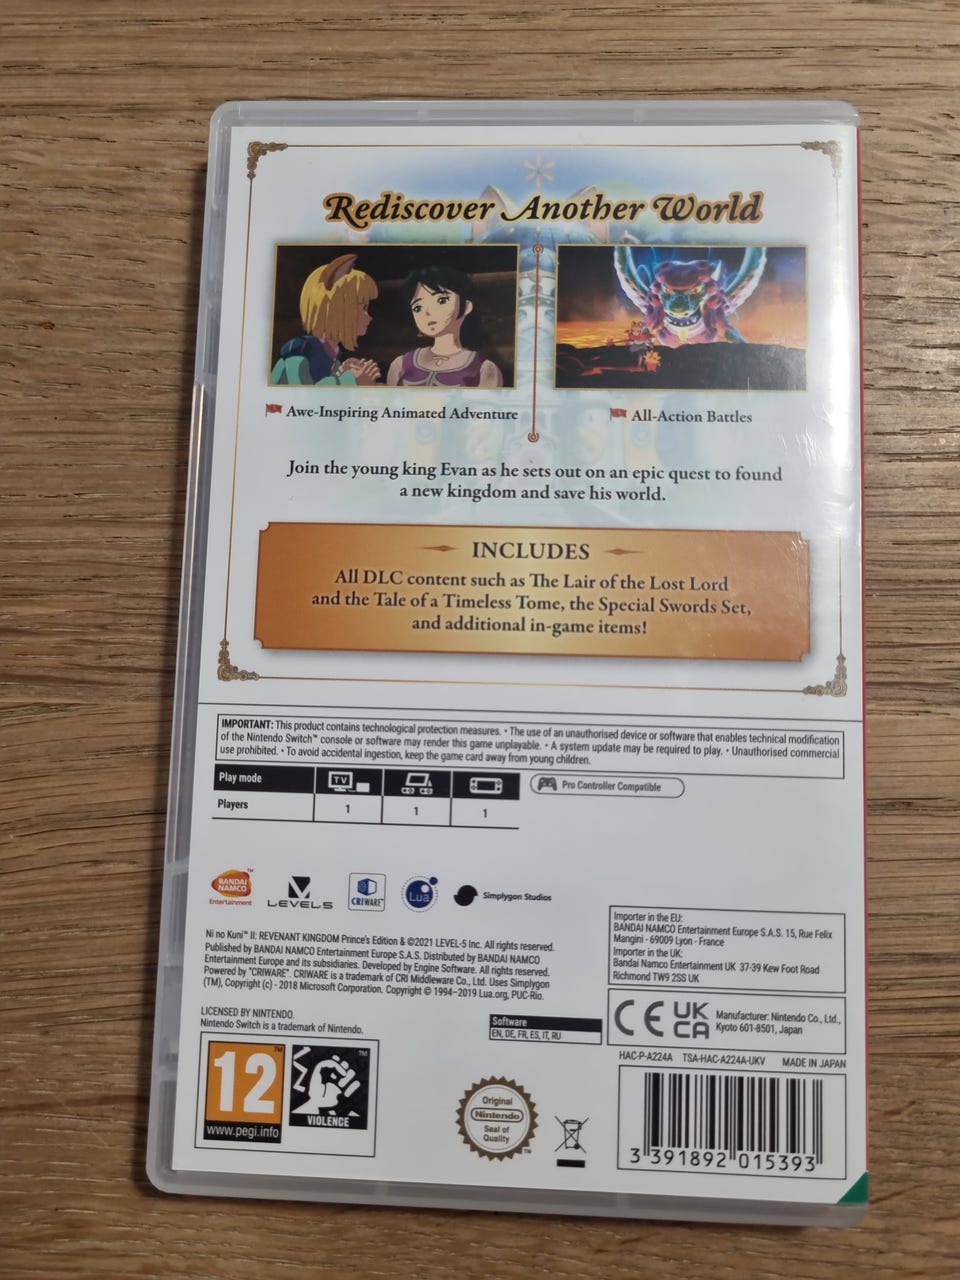 Rediscover Another World
Awe-Inspiring Animated Adventure
All-Action Battles
Join the young king Evan as he sets out on an epic quest to found
a new kingdom and save his world.
INCLUDES
All DLC content such as The Lair of the Lost Lord
and the Tale of a Timeless Tome, the Special Swords Set,
and additional in-game items!
IMPORTANT: This product contains technological protection measures. • The use of an unauthorised device or software that enables technical modification
of the Nintendo Switch™ console or software may render this game unplayable. • A system update may be required to play. • Unauthorised commercial
use prohibited. • To avoid accidental ingestion, keep the game card away from young children.
Play mode
TV
Pro Controller Compatible
Players
1
1
1
BANDAI
NAMCO
Entertainment
™
LEVEL5
CRIWARE™
Lua
Simplygon Studios
Ni no Kuni™ II: REVENANT KINGDOM Prince's Edition & ©2021 LEVEL-5 Inc. All rights reserved.
Published by BANDAI NAMCO Entertainment Europe S.A.S. Distributed by BANDAI NAMCO
Entertainment Europe and its subsidiaries. Developed by Engine Software. All rights reserved.
Powered by "CRIWARE". CRIWARE is a trademark of CRI Middleware Co., Ltd. Uses Simplygon
(TM), Copyright (c) - 2018 Microsoft Corporation. Copyright © 1994–2019 Lua.org, PUC-Rio.
LICENSED BY NINTENDO.
Nintendo Switch is a trademark of Nintendo.
Importer in the EU:
BANDAI NAMCO Entertainment Europe S.A.S. 15, Rue Felix
Mangini - 69009 Lyon - France
Importer in the UK:
Bandai Namco Entertainment UK 37-39 Kew Foot Road
Richmond TW9 2SS UK
CE UK
CA
Manufacturer: Nintendo Co., Ltd.,
Kyoto 601-8501, Japan
Software
EN, DE, FR, ES, IT, RU
HAC-P-A224A TSA-HAC-A224A-UKV MADE IN JAPAN
12
™
www.pegi.info
™
VIOLENCE
Original
Nintendo
Seal of
Quality
™
3 391892 015393